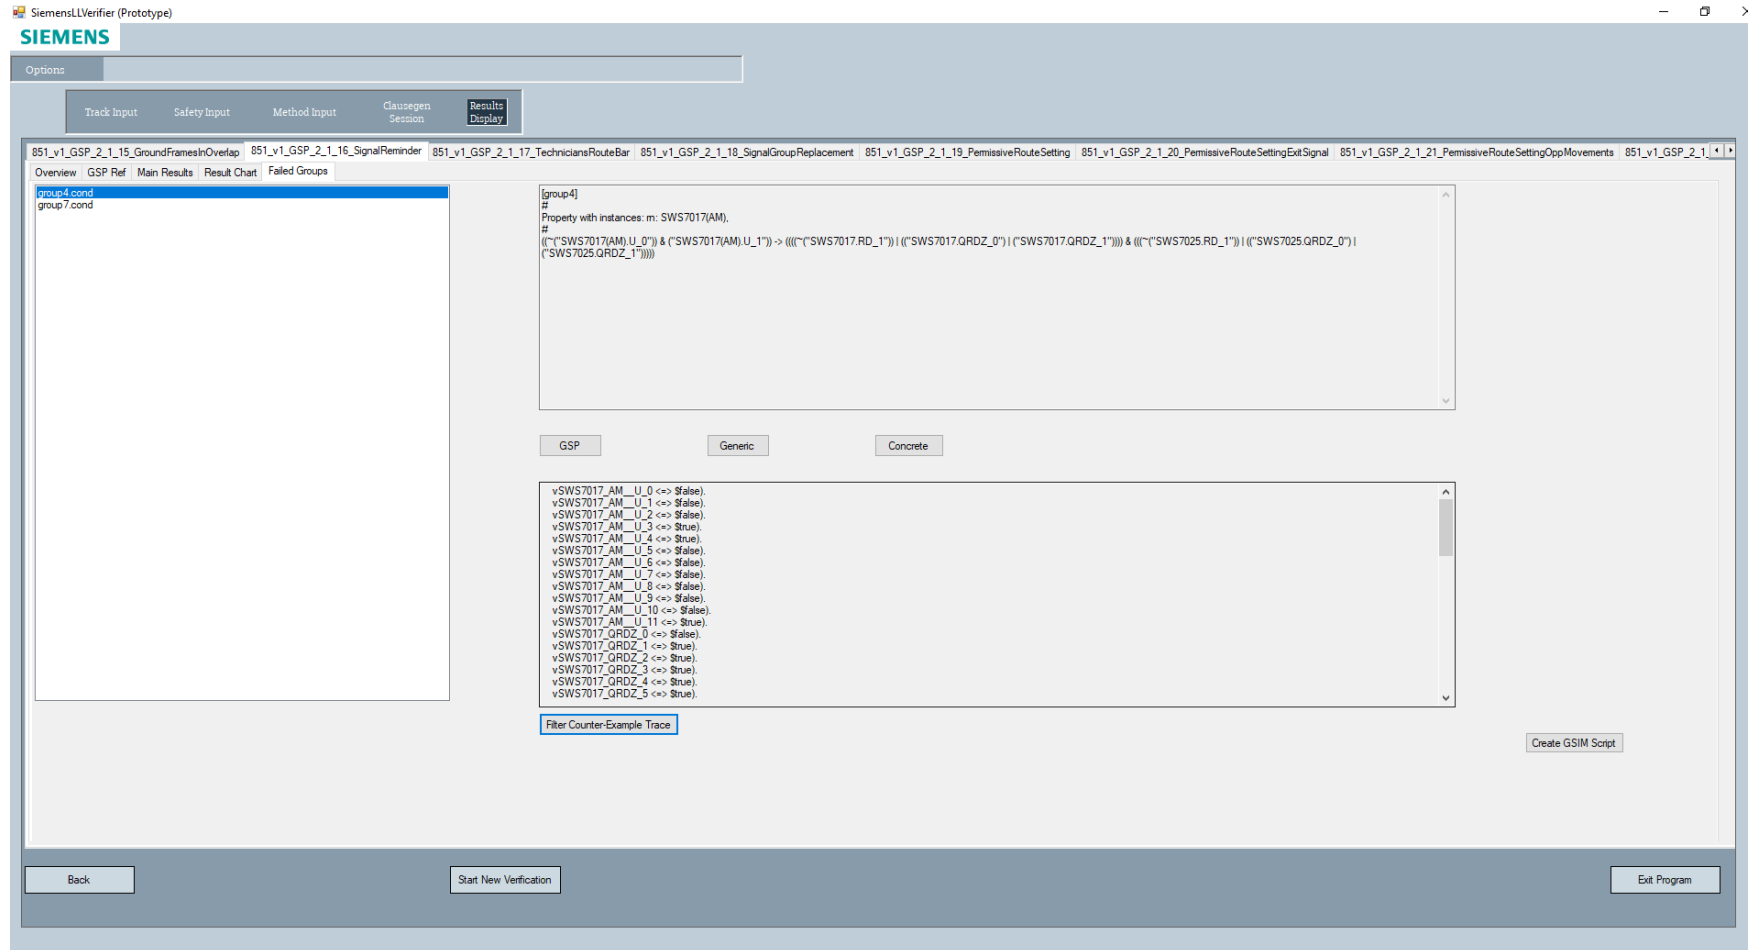 SiemensLLVerifier (Prototype)
SIEMENS
Options
Track Input
Safety Input
Method Input
Clausegen
Session
Results
Display
851_v1_GSP_2_1_15_GroundFramesInOverlap
851_v1_GSP_2_1_16_SignalReminder
851_v1_GSP_2_1_17_TechniciansRouteBar
851_v1_GSP_2_1_18_SignalGroupReplacement
851_v1_GSP_2_1_19_PermissiveRouteSetting
851_v1_GSP_2_1_20_PermissiveRouteSettingExitSignal
851_v1_GSP_2_1_21_PermissiveRouteSettingOppMovements
851_v1_GSP_2_1_
Overview
GSP Ref
Main Results
Result Chart
Failed Groups
group4.cond
group7.cond
[group4]
#
Property with instances: m: SWS7017(AM),
#
((~("SWS7017(AM).U_0")) & ("SWS7017(AM).U_1")) -> ((((~("SWS7017.RD_1")) | (("SWS7017.QRDZ_0") | ("SWS7017.QRDZ_1")))) & (((~("SWS7025.RD_1")) | (("SWS7025.QRDZ_0") |
("SWS7025.QRDZ_1")))))
GSP
Generic
Concrete
vSWS7017_AM__U_0 <=> $false).
vSWS7017_AM__U_1 <=> $false).
vSWS7017_AM__U_2 <=> $false).
vSWS7017_AM__U_3 <=> $true).
vSWS7017_AM__U_4 <=> $true).
vSWS7017_AM__U_5 <=> $false).
vSWS7017_AM__U_6 <=> $false).
vSWS7017_AM__U_7 <=> $false).
vSWS7017_AM__U_8 <=> $false).
vSWS7017_AM__U_9 <=> $false).
vSWS7017_AM__U_10 <=> $false).
vSWS7017_AM__U_11 <=> $true).
vSWS7017_QRDZ_0 <=> $false).
vSWS7017_QRDZ_1 <=> $true).
vSWS7017_QRDZ_2 <=> $true).
vSWS7017_QRDZ_3 <=> $true).
vSWS7017_QRDZ_4 <=> $true).
vSWS7017_QRDZ_5 <=> $true).
Filter Counter-Example Trace
Create GSIM Script
Back
Start New Verification
Exit Program